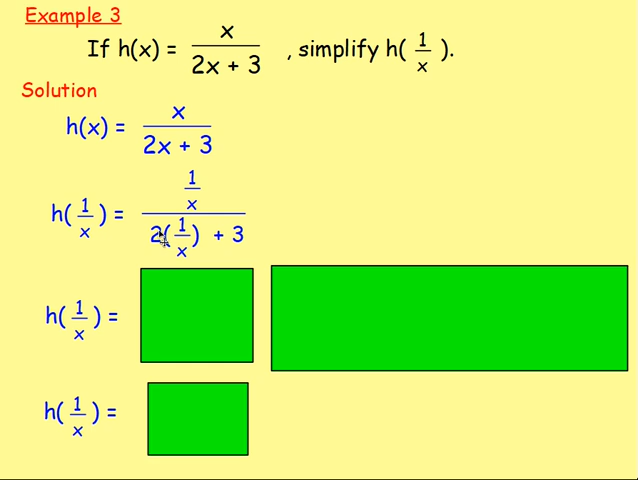 Example 3
If h(x) = x / 2x + 3 , simplify h( 1 / x ).
Solution
h(x) = x / 2x + 3
h( 1 / x ) = 1 / x / 2( 1 / x ) + 3
h( 1 / x ) =
h( 1 / x ) =